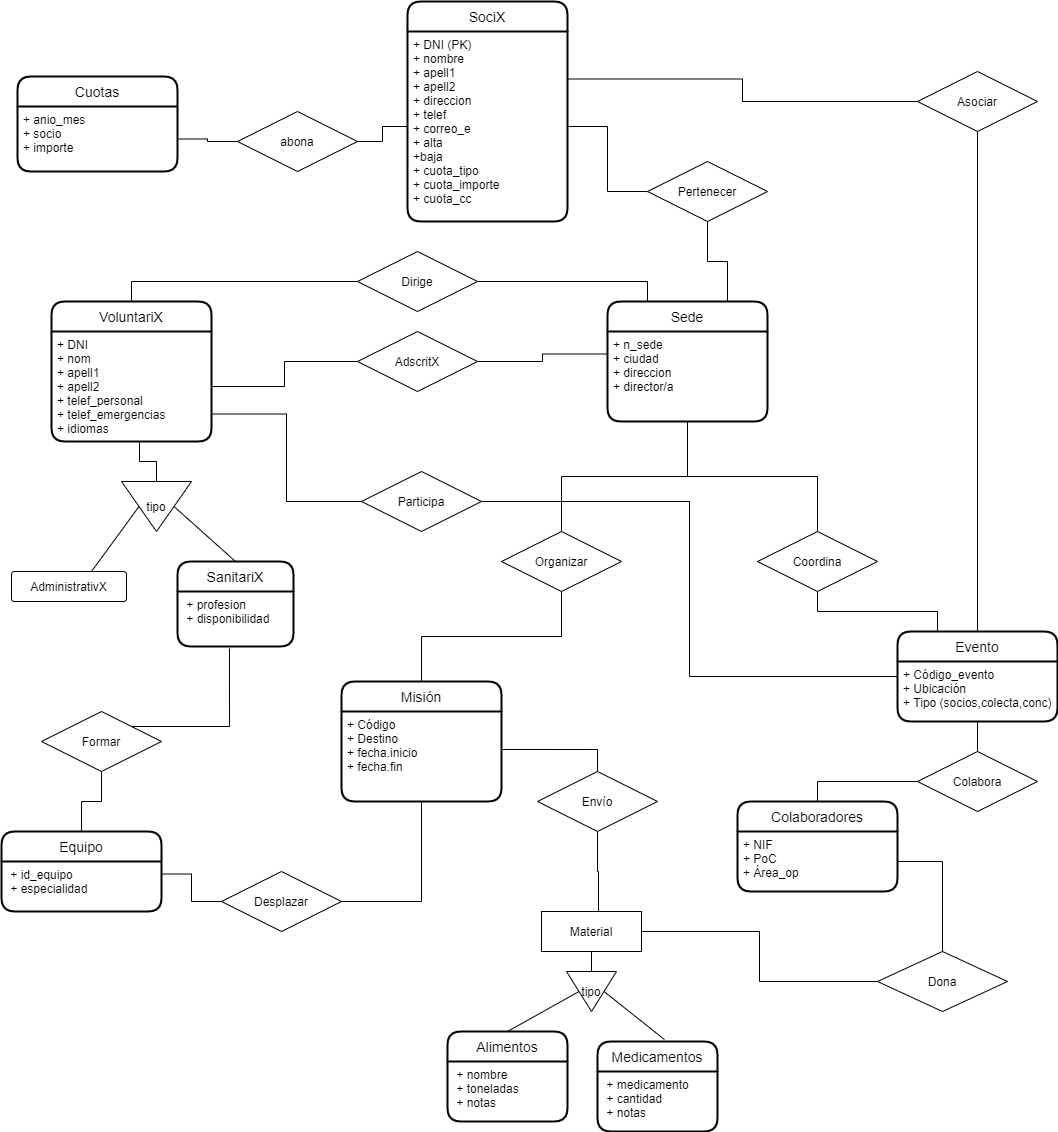 SociX
+ DNI (PK)
+ nombre
+ apell1
+ apell2
+ direccion
+ telef
+ correo_e
+ alta
+baja
+ cuota_tipo
+ cuota_importe
+ cuota_cc
Cuotas
+ anio_mes
+ socio
+ importe
abona
Asociar
Pertenecer
Dirige
VoluntariX
+ DNI
+ nom
+ apell1
+ apell2
+ telef_personal
+ telef_emergencias
+ idiomas
AdscritX
Sede
+ n_sede
+ ciudad
+ direccion
+ director/a
tipo
Participa
AdministrativX
SanitariX
+ profesion
+ disponibilidad
Organizar
Coordina
Evento
+ Código_evento
+ Ubicación
+ Tipo (socios,colecta,conc)
Misión
+ Código
+ Destino
+ fecha.inicio
+ fecha.fin
Formar
Envío
Colabora
Colaboradores
+ NIF
+ PoC
+ Área_op
Equipo
+ id_equipo
+ especialidad
Desplazar
Material
Dona
tipo
Alimentos
+ nombre
+ toneladas
+ notas
Medicamentos
+ medicamento
+ cantidad
+ notas